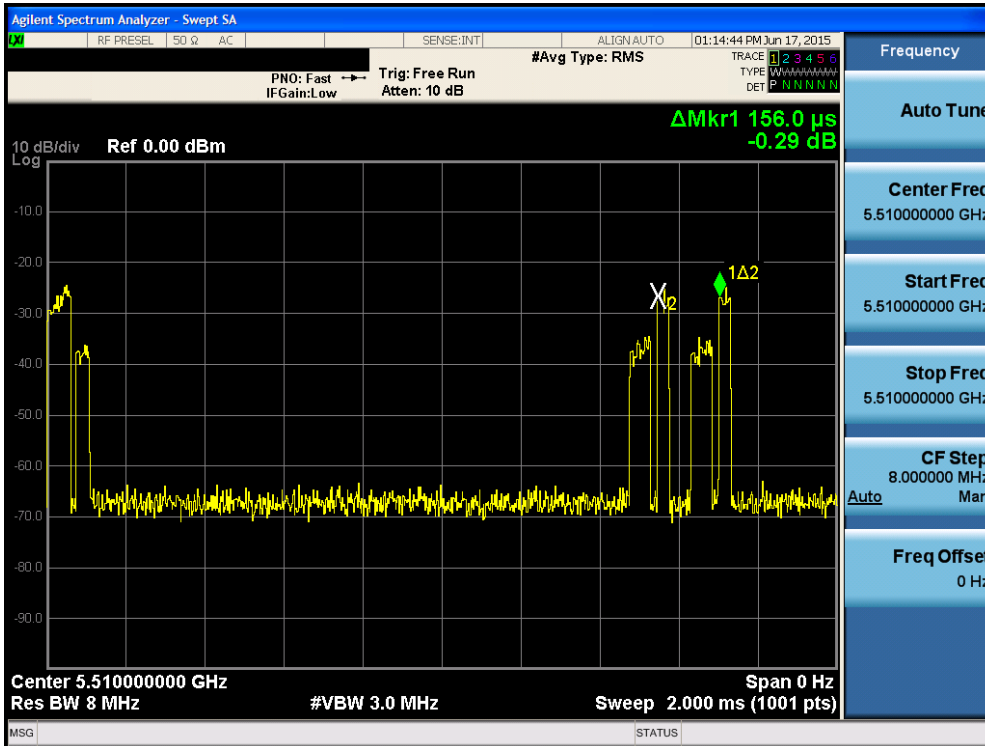 Agilent Spectrum Analyzer - Swept SA
LXI RF PRESEL 50 Ω AC SENSE:INT ALIGN AUTO 01:14:44 PM Jun 17, 2015
#Avg Type: RMS TRACE 1 2 3 4 5 6
PNO: Fast Trig: Free Run TYPE WWWWWW
IFGain:Low Atten: 10 dB DET P N N N N N
ΔMkr1 156.0 µs
-0.29 dB
10 dB/div Ref 0.00 dBm
Log
-10.0
-20.0
1Δ2
2
-30.0
-40.0
-50.0
-60.0
-70.0
-80.0
-90.0
Center 5.510000000 GHz Span 0 Hz
Res BW 8 MHz #VBW 3.0 MHz Sweep 2.000 ms (1001 pts)
MSG STATUS
Frequency
Auto Tune
Center Freq
5.510000000 GHz
Start Freq
5.510000000 GHz
Stop Freq
5.510000000 GHz
CF Step
8.000000 MHz
Auto Man
Freq Offset
0 Hz